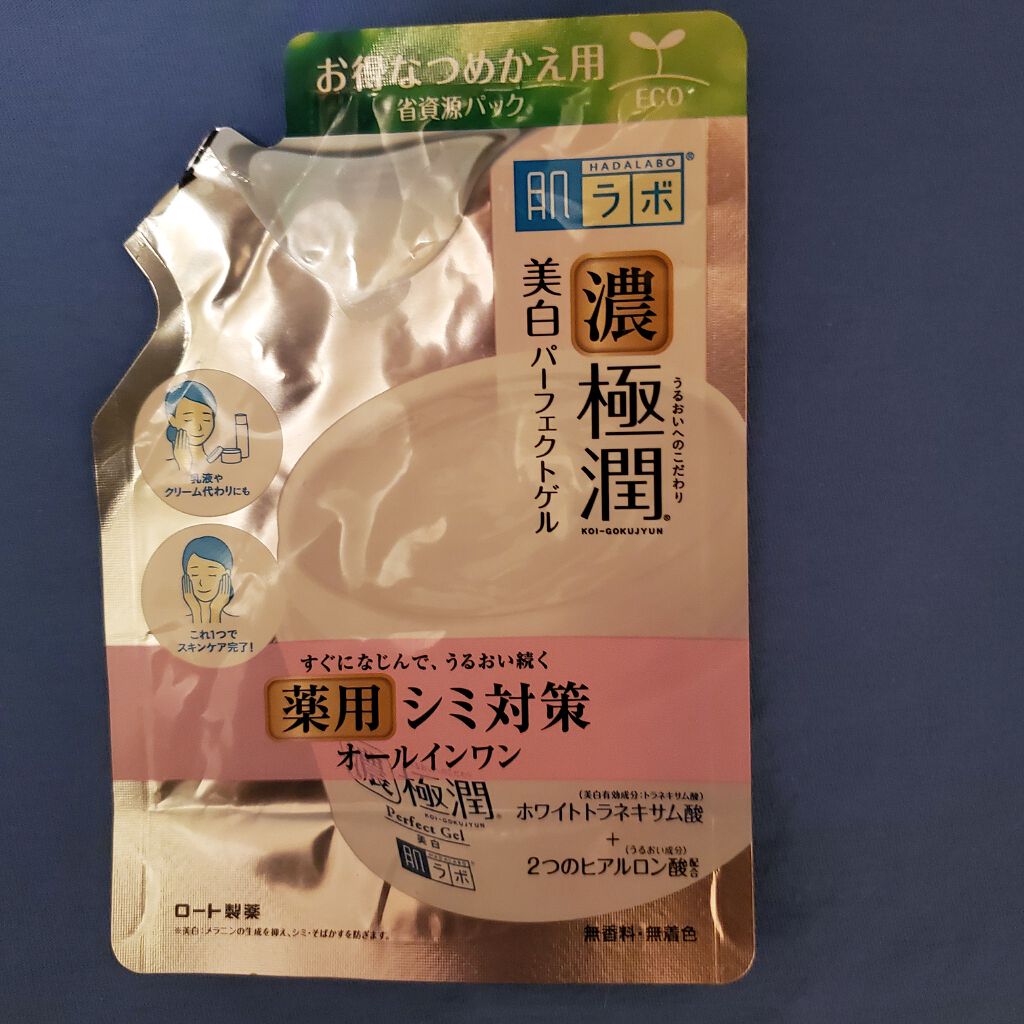 お得なつめかえ用
省資源パック
ECO
HADALABO®
肌ラボ
濃
極潤®
KOI-GOKUJYUN
うるおいへのこだわり
美白パーフェクトゲル
乳液や
クリーム代わりにも
これ1つで
スキンケア完了!
すぐになじんで、うるおい続く
薬用 シミ対策
オールインワン
濃極潤®
KOI-GOKUJYUN
Perfect Gel
美白
HADALABO
肌ラボ
(美白有効成分:トラネキサム酸)
ホワイトトラネキサム酸
+
(うるおい成分)
2つのヒアルロン酸配合
ロート製薬
※美白:メラニンの生成を抑え、シミ・そばかすを防ぎます。
無香料・無着色